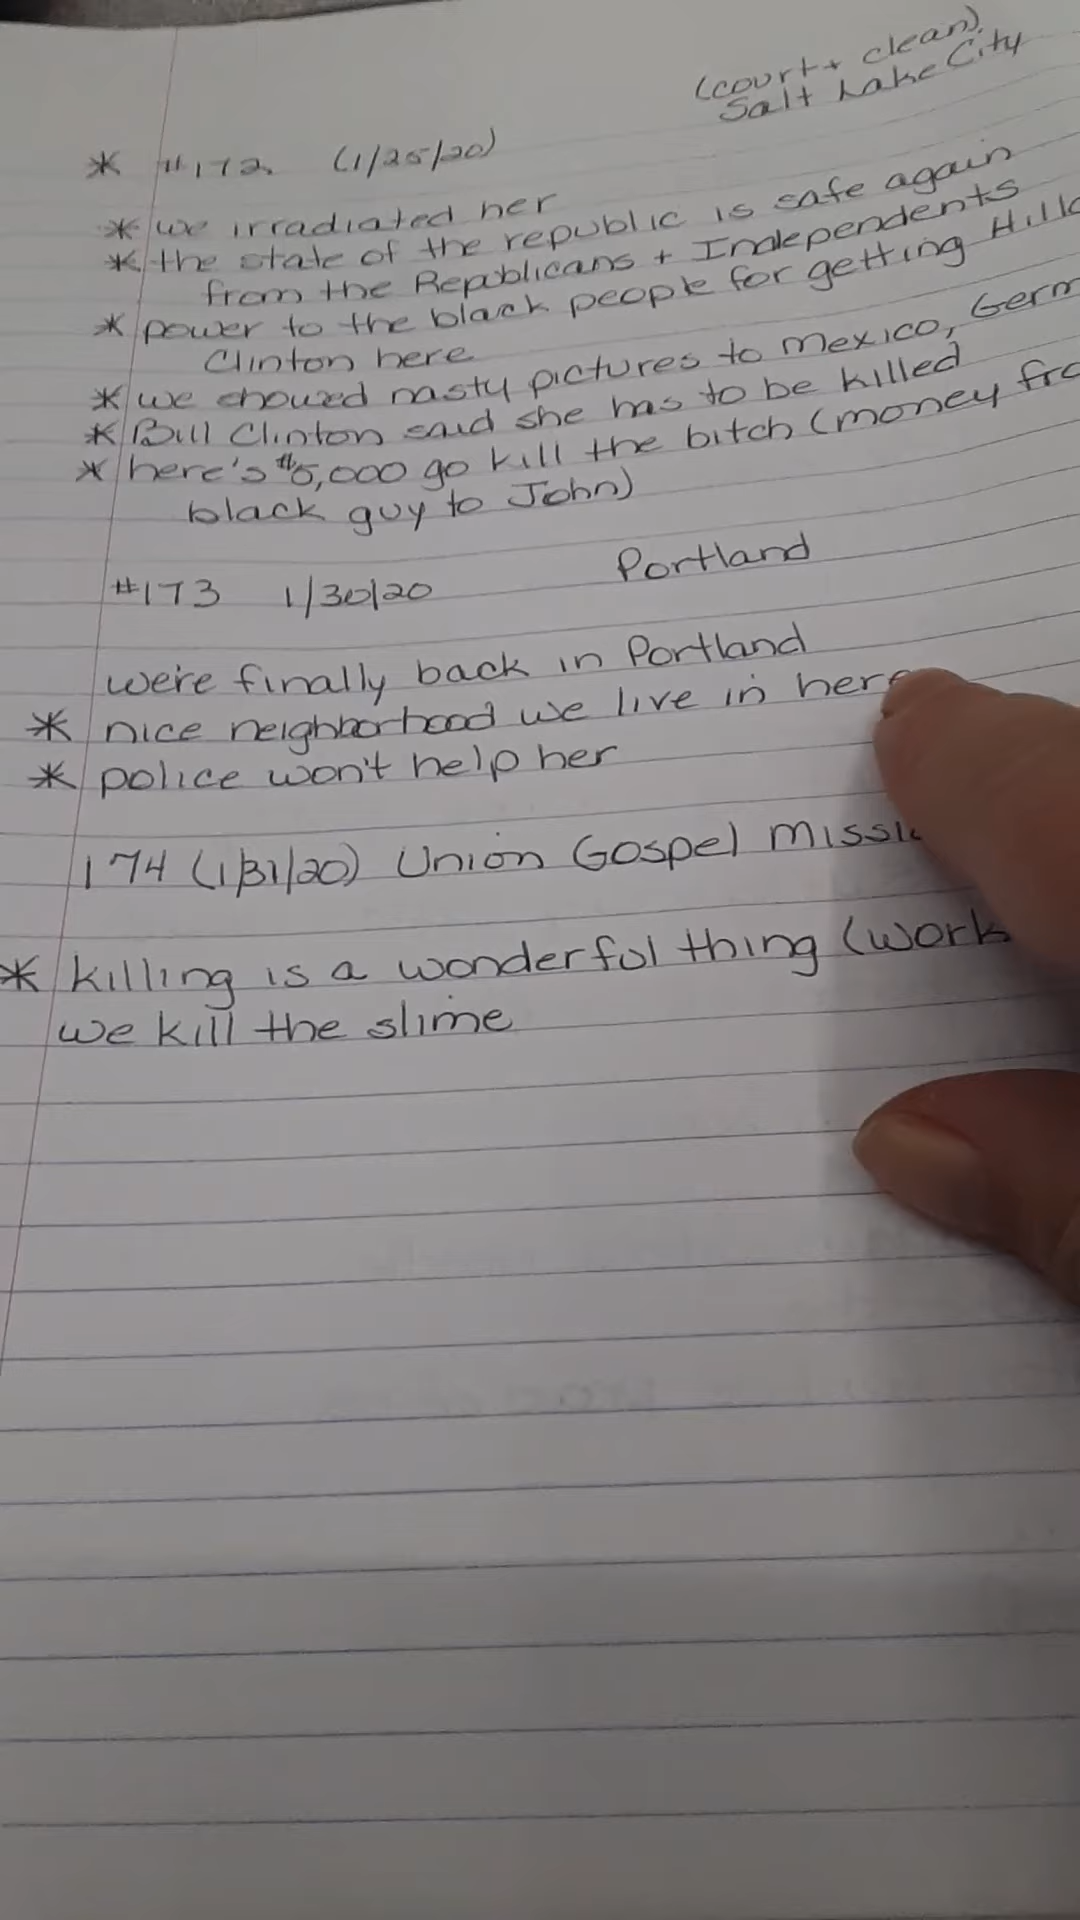 (court + clean)
Salt Lake City
* #172 (1/25/20)
* we irradiated her
* the state of the republic is safe again
from the Republicans + Independents
* power to the black people for getting
Clinton here
* we showed nasty pictures to Mexico,
* Bill Clinton said she has to be killed
* here's $5,000 go kill the bitch (money
black guy to John)
#173 1/30/20 Portland
we're finally back in Portland
* nice neighborhood we live in here
* police won't help her
174 (1/31/20) Union Gospel
* killing is a wonderful thing (work
we kill the slime